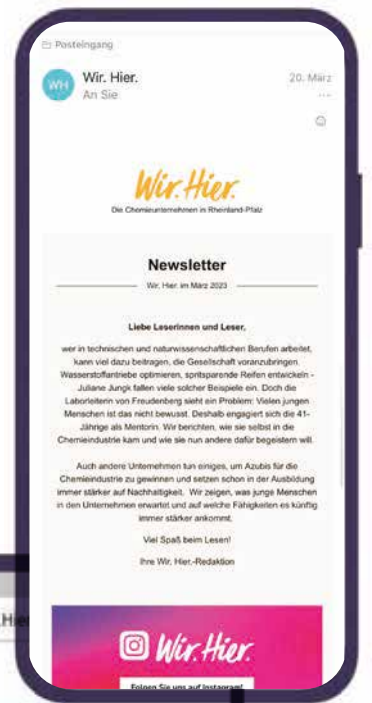 Posteingang
WH
Wir. Hier.
20. März
An Sie
...
Wir. Hier.
Die Chemieunternehmen in Rheinland-Pfalz
Newsletter
Wir. Hier. im März 2023
Liebe Leserinnen und Leser,
wer in technischen und naturwissenschaftlichen Berufen arbeitet,
kann viel dazu beitragen, die Gesellschaft voranzubringen.
Wasserstoffantriebe optimieren, spritsparende Reifen entwickeln -
Juliane Jungk fallen viele solcher Beispiele ein. Doch die
Laborleiterin von Freudenberg sieht ein Problem: Vielen jungen
Menschen ist das nicht bewusst. Deshalb engagiert sich die 41-
Jährige als Mentorin. Wir berichten, wie sie selbst in die
Chemieindustrie kam und wie sie nun andere dafür begeistern will.
Auch andere Unternehmen tun einiges, um Azubis für die
Chemieindustrie zu gewinnen und setzen schon in der Ausbildung
immer stärker auf Nachhaltigkeit. Wir zeigen, was junge Menschen
in den Unternehmen erwartet und auf welche Fähigkeiten es künftig
immer stärker ankommt.
Viel Spaß beim Lesen!
Ihre Wir. Hier.-Redaktion
Wir. Hier.
Folgen Sie uns auf Instagram!